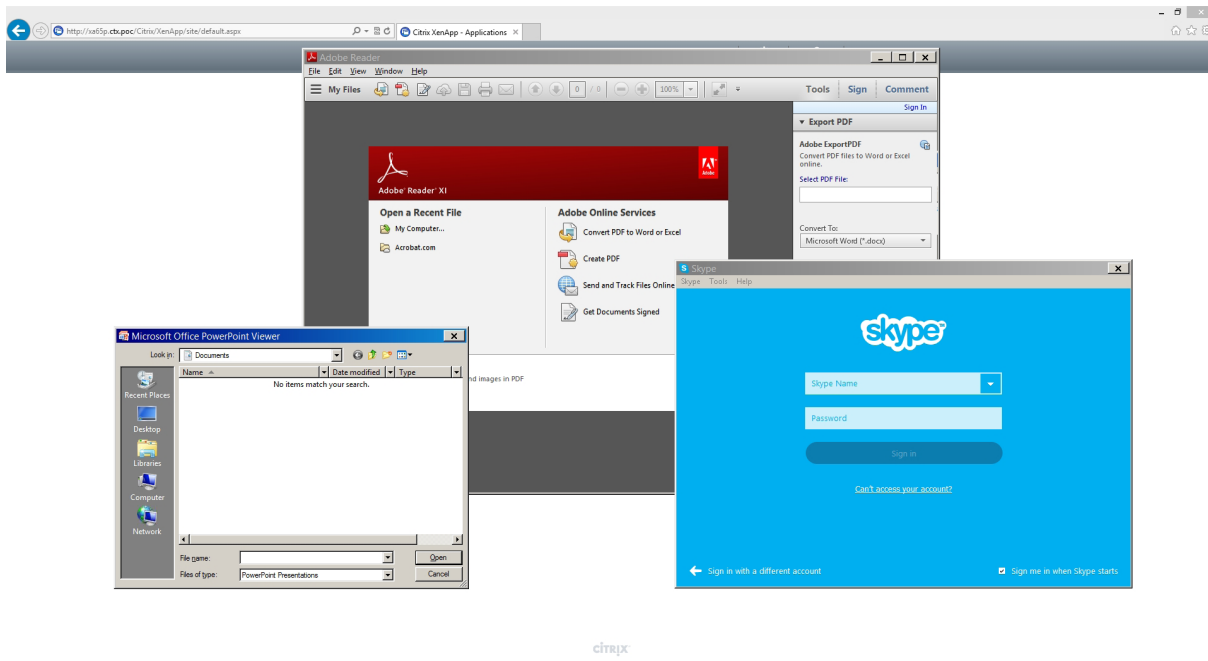 http://xa65p.ctx.poc/Citrix/XenApp/site/default.aspx
Citrix XenApp - Applications
Adobe Reader
File Edit View Window Help
My Files 0 / 0 100% Tools Sign Comment
Sign In
Export PDF
Adobe ExportPDF
Convert PDF files to Word or Excel
online.
Select PDF File:
Convert To:
Microsoft Word (*.docx)
Adobe
Adobe® Reader® XI
Open a Recent File
My Computer...
Acrobat.com
Adobe Online Services
Convert PDF to Word or Excel
Create PDF
Send and Track Files Online
Get Documents Signed
nd images in PDF
Microsoft Office PowerPoint Viewer
Look in: Documents
Name Date modified Type
No items match your search.
Recent Places
Desktop
Libraries
Computer
Network
File name: Open
Files of type: PowerPoint Presentations Cancel
Skype
Skype Tools Help
skype
Skype Name
Password
Sign in
Can't access your account?
Sign in with a different account Sign me in when Skype starts
CITRIX